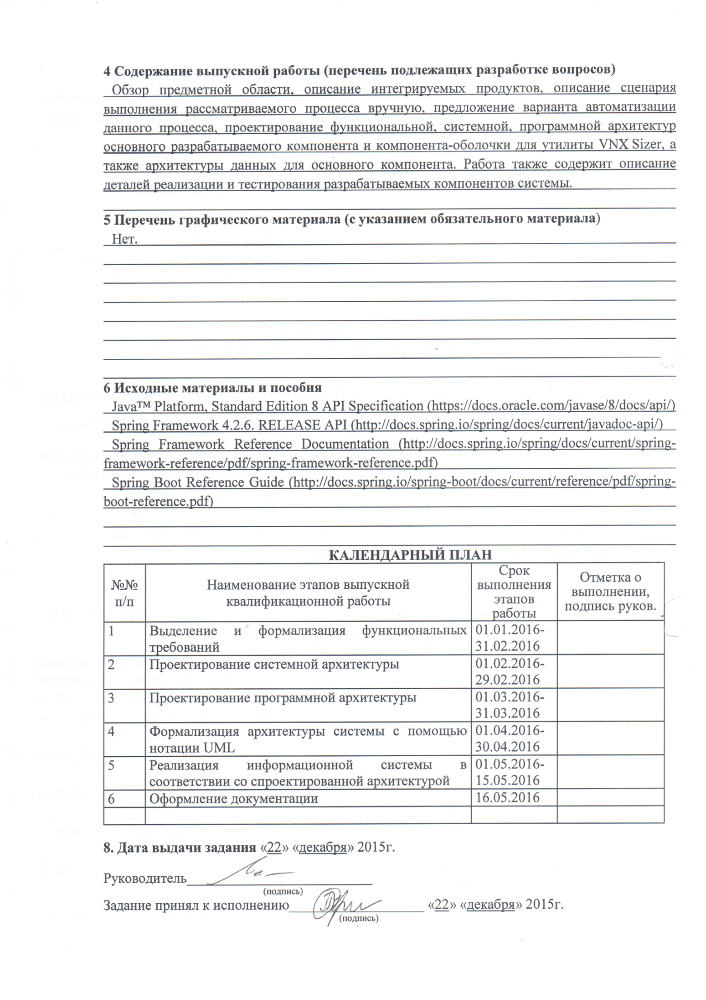 4 Содержание выпускной работы (перечень подлежащих разработке вопросов)
Обзор предметной области, описание интегрируемых продуктов, описание сценария
выполнения рассматриваемого процесса вручную, предложение варианта автоматизации
данного процесса, проектирование функциональной, системной, программной архитектур
основного разрабатываемого компонента и компонента-оболочки для утилиты VNX Sizer, а
также архитектуры данных для основного компонента. Работа также содержит описание
деталей реализации и тестирования разрабатываемых компонентов системы.
5 Перечень графического материала (с указанием обязательного материала)
Нет.
6 Исходные материалы и пособия
Java™ Platform, Standard Edition 8 API Specification (https://docs.oracle.com/javase/8/docs/api/)
Spring Framework 4.2.6. RELEASE API (http://docs.spring.io/spring/docs/current/javadoc-api/)
Spring Framework Reference Documentation (http://docs.spring.io/spring/docs/current/spring-
framework-reference/pdf/spring-framework-reference.pdf)
Spring Boot Reference Guide (http://docs.spring.io/spring-boot/docs/current/reference/pdf/spring-
boot-reference.pdf)
КАЛЕНДАРНЫЙ ПЛАН
№№
п/п
Наименование этапов выпускной
квалификационной работы
Срок
выполнения
этапов
работы
Отметка о
выполнении,
подпись руков.
1
Выделение и формализация функциональных
требований
01.01.2016-
31.02.2016
2
Проектирование системной архитектуры
01.02.2016-
29.02.2016
3
Проектирование программной архитектуры
01.03.2016-
31.03.2016
4
Формализация архитектуры системы с помощью
нотации UML
01.04.2016-
30.04.2016
5
Реализация информационной системы в
соответствии со спроектированной архитектурой
01.05.2016-
15.05.2016
6
Оформление документации
16.05.2016
8. Дата выдачи задания «22» «декабря» 2015г.
Руководитель
(подпись)
Задание принял к исполнению «22» «декабря» 2015г.
(подпись)